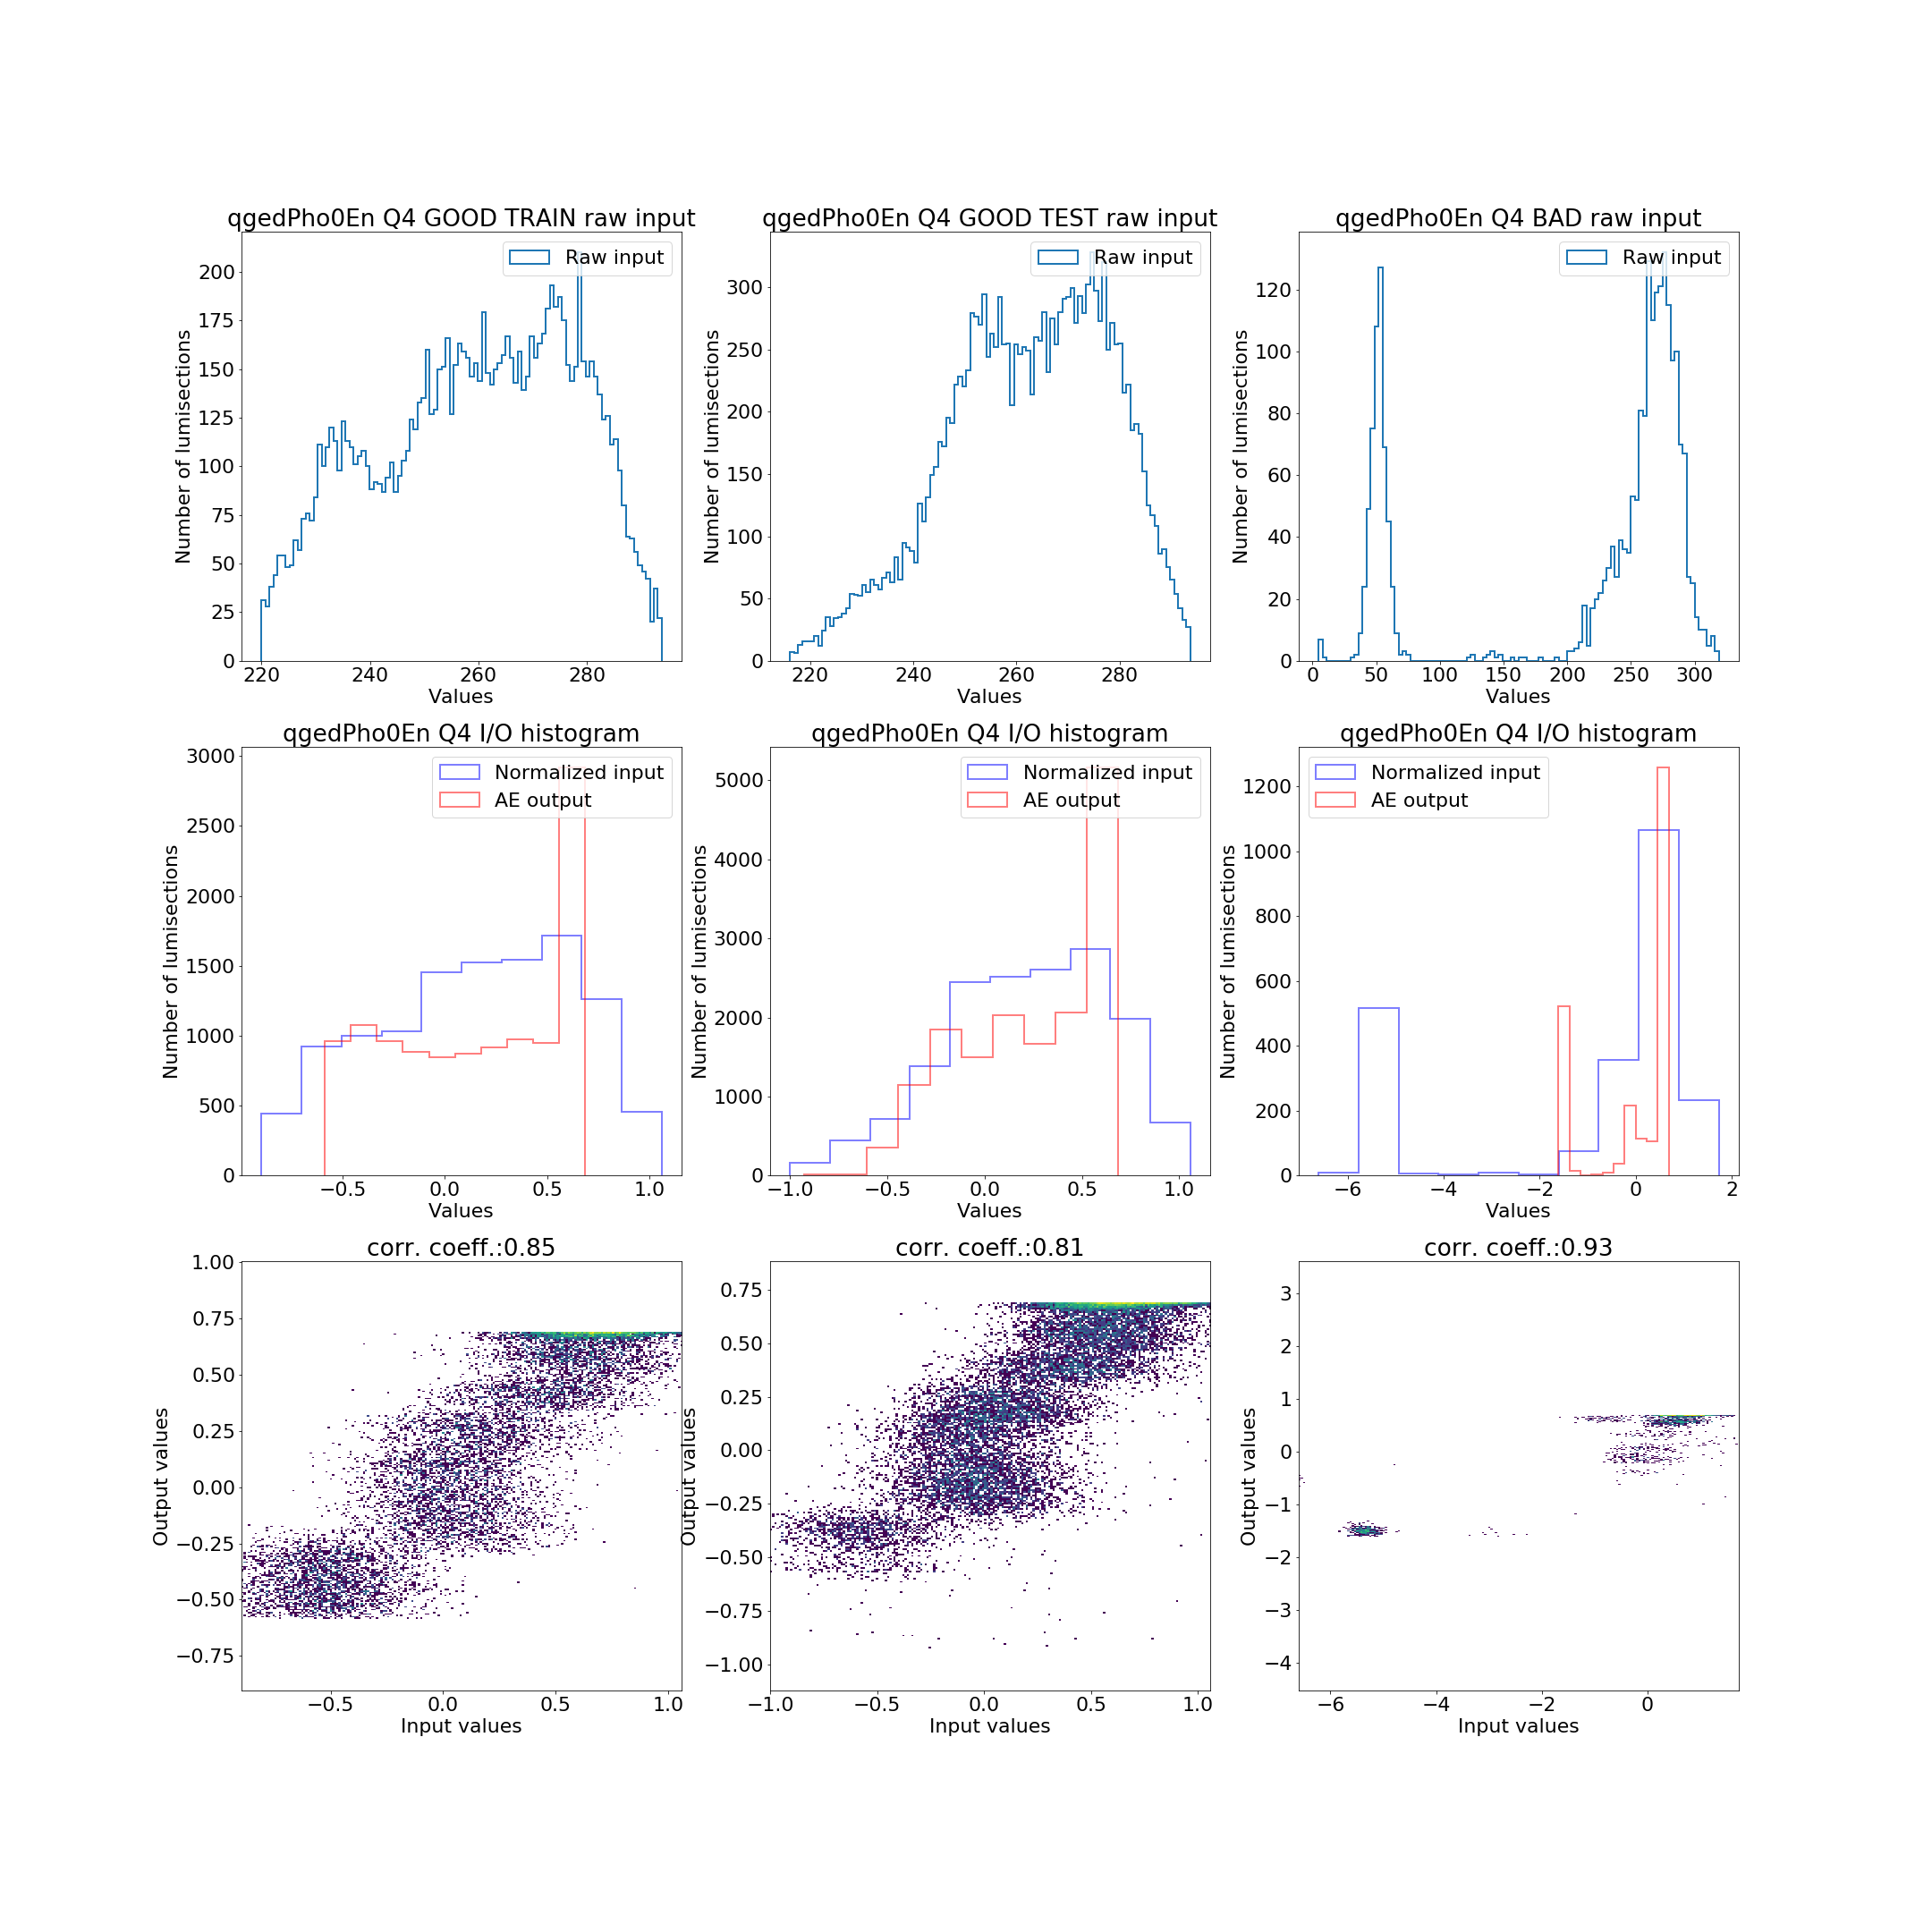 qgedPho0En Q4 GOOD TRAIN raw input
Raw input
200
175
150
125
100
75
50
25
0
220 240 260 280
Values
Number of lumisections
qgedPho0En Q4 GOOD TEST raw input
Raw input
300
250
200
150
100
50
0
220 240 260 280
Values
Number of lumisections
qgedPho0En Q4 BAD raw input
Raw input
120
100
80
60
40
20
0
0 50 100 150 200 250 300
Values
Number of lumisections
qgedPho0En Q4 I/O histogram
Normalized input
AE output
3000
2500
2000
1500
1000
500
0
−0.5 0.0 0.5 1.0
Values
Number of lumisections
qgedPho0En Q4 I/O histogram
Normalized input
AE output
5000
4000
3000
2000
1000
0
−1.0 −0.5 0.0 0.5 1.0
Values
Number of lumisections
qgedPho0En Q4 I/O histogram
Normalized input
AE output
1200
1000
800
600
400
200
0
−6 −4 −2 0 2
Values
Number of lumisections
corr. coeff.:0.85
1.00
0.75
0.50
0.25
0.00
−0.25
−0.50
−0.75
−0.5 0.0 0.5 1.0
Input values
Output values
corr. coeff.:0.81
0.75
0.50
0.25
0.00
−0.25
−0.50
−0.75
−1.00
−1.0 −0.5 0.0 0.5 1.0
Input values
Output values
corr. coeff.:0.93
3
2
1
0
−1
−2
−3
−4
−6 −4 −2 0
Input values
Output values